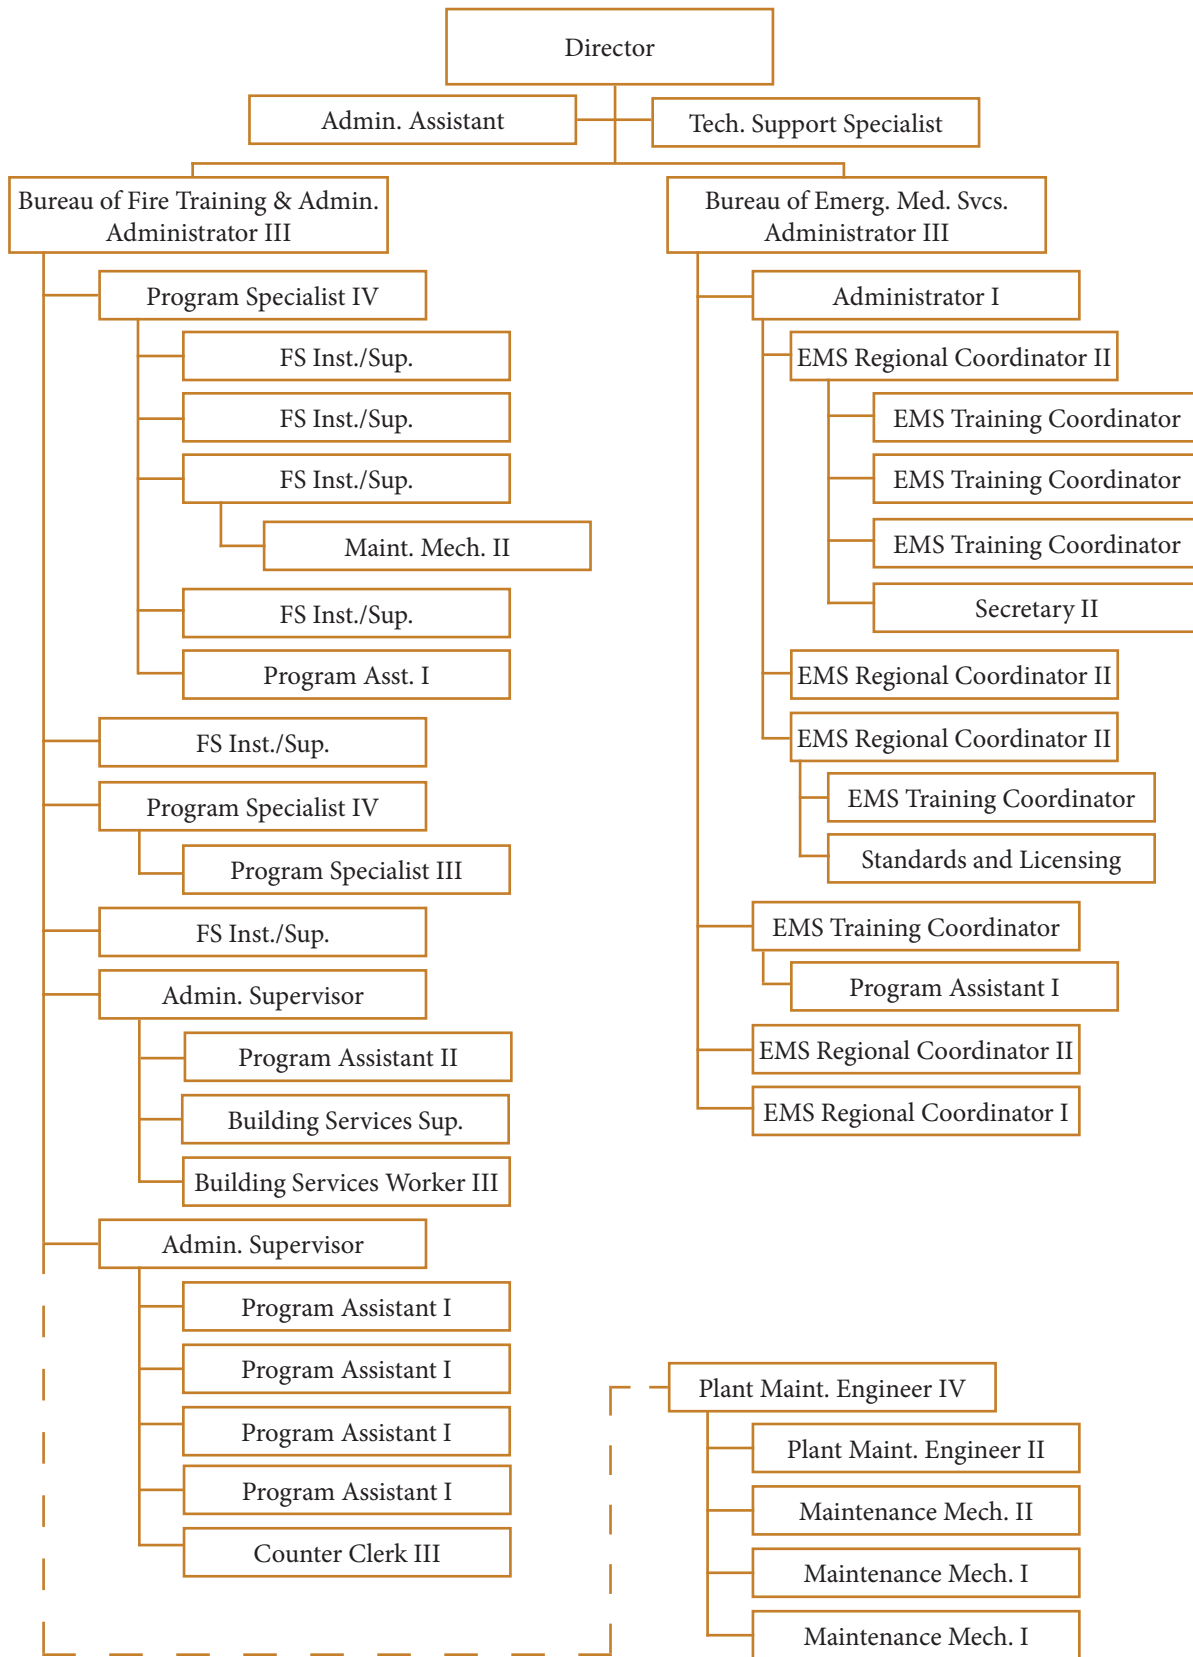 Director
Admin. Assistant
Tech. Support Specialist
Bureau of Fire Training & Admin.
Administrator III
Program Specialist IV
FS Inst./Sup.
FS Inst./Sup.
FS Inst./Sup.
Maint. Mech. II
FS Inst./Sup.
Program Asst. I
FS Inst./Sup.
Program Specialist IV
Program Specialist III
FS Inst./Sup.
Admin. Supervisor
Program Assistant II
Building Services Sup.
Building Services Worker III
Admin. Supervisor
Program Assistant I
Program Assistant I
Program Assistant I
Program Assistant I
Counter Clerk III
Bureau of Emerg. Med. Svcs.
Administrator III
Administrator I
EMS Regional Coordinator II
EMS Training Coordinator
EMS Training Coordinator
EMS Training Coordinator
Secretary II
EMS Regional Coordinator II
EMS Regional Coordinator II
EMS Training Coordinator
Standards and Licensing
EMS Training Coordinator
Program Assistant I
EMS Regional Coordinator II
EMS Regional Coordinator I
Plant Maint. Engineer IV
Plant Maint. Engineer II
Maintenance Mech. II
Maintenance Mech. I
Maintenance Mech. I